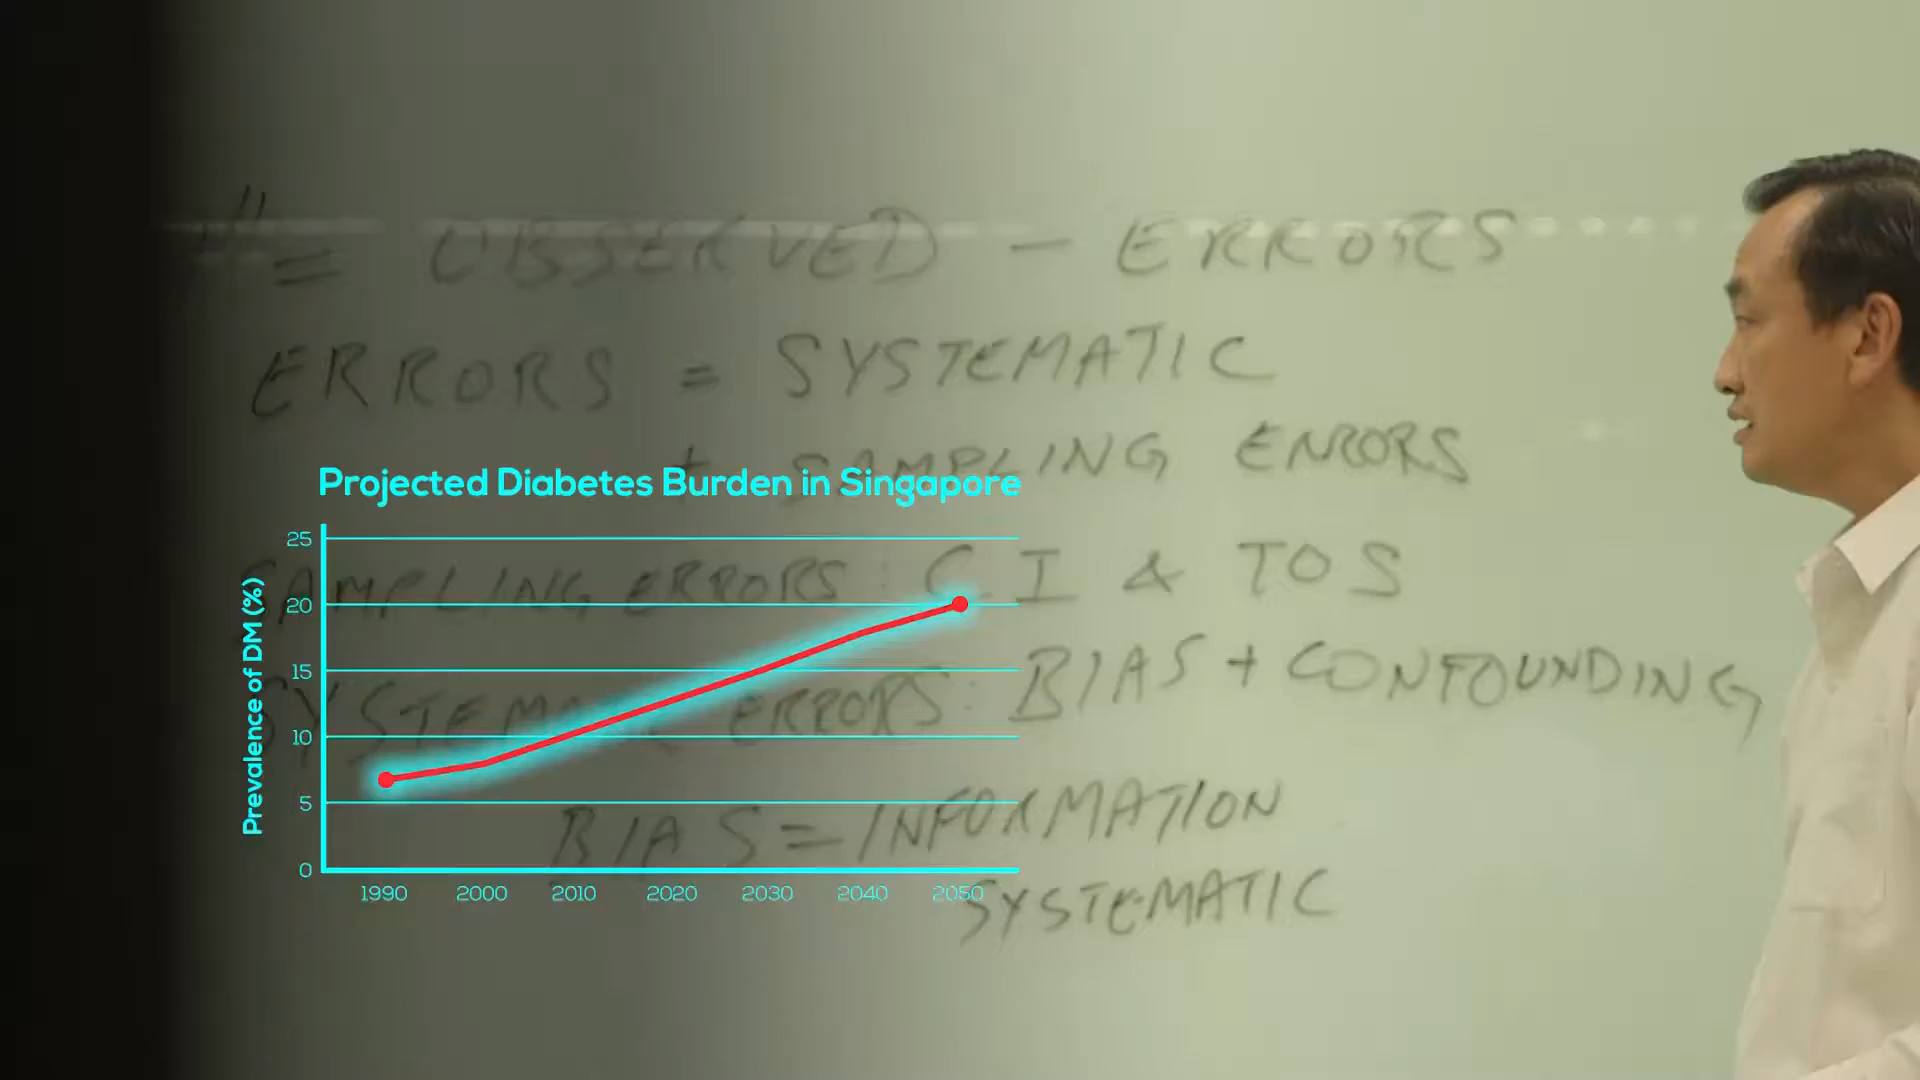 = OBSERVED - ERRORS
ERRORS = SYSTEMATIC
+ SAMPLING ERRORS
Projected Diabetes Burden in Singapore
SAMPLING ERRORS : C I & TOS
SYSTEMATIC ERRORS : BIAS + CONFOUNDING
BIAS = INFORMATION
SYSTEMATIC
Prevalence of DM (%)
25
20
15
10
5
0
1990 2000 2010 2020 2030 2040 2050